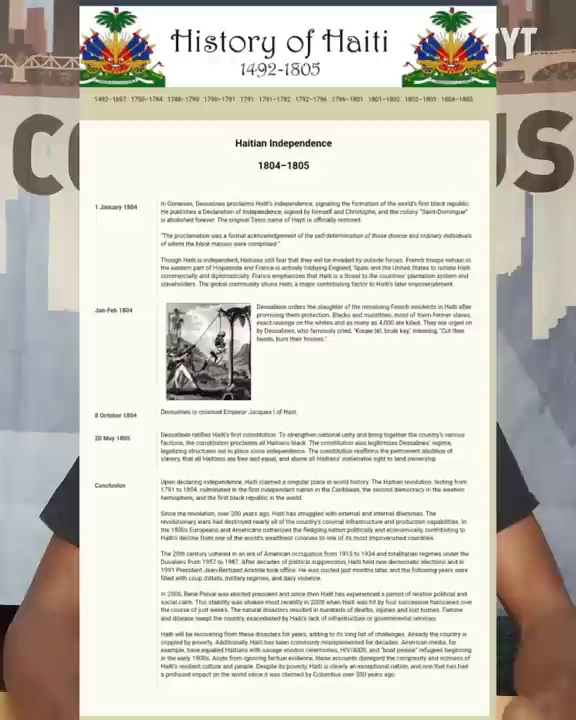 TYT
History of Haiti
1492-1805
1492–1697 1750–1784 1788–1790 1790–1791 1791 1791–1792 1792–1796 1796–1801 1801–1802 1802–1803 1804–1805
Haitian Independence
1804–1805
1 January 1804
In Gonaives, Dessalines proclaims Haiti's independence, signaling the formation of the world's first black republic.
He publishes a Declaration of Independence, signed by himself and Christophe, and the colony "Saint-Domingue"
is abolished forever. The original Taino name of Hayti is officially restored.
"The proclamation was a formal acknowledgement of the self-determination of those diverse and ordinary individuals
of whom the black masses were comprised."
Though Haiti is independent, Haitians still fear that they will be invaded by outside forces. French troops remain in
the eastern part of Hispaniola and France is actively lobbying England, Spain and the United States to isolate Haiti
commercially and diplomatically. France emphasizes that Haiti is a threat to the countries' plantation system and
slaveholders. The global community shuns Haiti, a major contributing factor to Haiti's later impoverishment.
Jan-Feb 1804
Dessalines orders the slaughter of the remaining French residents in Haiti after
promising them protection. Blacks and mulattoes, most of them former slaves,
exact revenge on the whites and as many as 4,000 are killed. They are urged on
by Dessalines, who famously cried, "Koupe tèt, brule kay," meaning, "Cut their
heads, burn their houses."
8 October 1804
Dessalines is crowned Emperor Jacques I of Haiti.
20 May 1805
Dessalines ratifies Haiti's first constitution. To strengthen national unity and bring together the country's various
factions, the constitution proclaims all Haitians black. The constitution also legitimizes Dessalines' regime,
legalizing structures set in place since independence. The constitution reaffirms the permanent abolition of
slavery, that all Haitians are free and equal, and above all Haitians' inalienable right to land ownership.
Conclusion
Upon declaring independence, Haiti claimed a singular place in world history. The Haitian revolution, lasting from
1791 to 1804, culminated in the first independent nation in the Caribbean, the second democracy in the western
hemisphere, and the first black republic in the world.
Since the revolution, over 200 years ago, Haiti has struggled with external and internal dilemmas. The
revolutionary wars had destroyed nearly all of the country's colonial infrastructure and production capabilities. In
the 1800s Europeans and Americans ostracized the fledgling nation politically and economically, contributing to
Haiti's decline from one of the world's wealthiest colonies to one of its most impoverished countries.
The 20th century ushered in an era of American occupation from 1915 to 1934 and totalitarian regimes under the
Duvaliers from 1957 to 1987. After decades of political suppression, Haiti held new democratic elections and in
1991 President Jean-Bertrand Aristide took office. He was ousted just months later, and the following years were
filled with coup d'états, military regimes, and daily violence.
In 2006, René Préval was elected president and since then Haiti has experienced a period of relative political and
social calm. This stability was shaken most recently in 2008 when Haiti was hit by four successive hurricanes over
the course of just weeks. The natural disasters resulted in hundreds of deaths, injuries and lost homes. Famine
and disease swept the country, exacerbated by Haiti's lack of infrastructure or governmental services.
Haiti will be recovering from these disasters for years, adding to its long list of challenges. Already the country is
crippled by poverty. Additionally, Haiti has been commonly misrepresented for decades. American media, for
example, have equated Haitians with savage voodoo ceremonies, HIV/AIDS, and "boat people" refugees beginning
in the early 1900s. Aside from ignoring factual evidence, these accounts disregard the complexity and richness of
Haiti's resilient culture and people. Despite its poverty, Haiti is clearly an exceptional nation, and one that has had
a profound impact on the world since it was claimed by Columbus over 500 years ago.